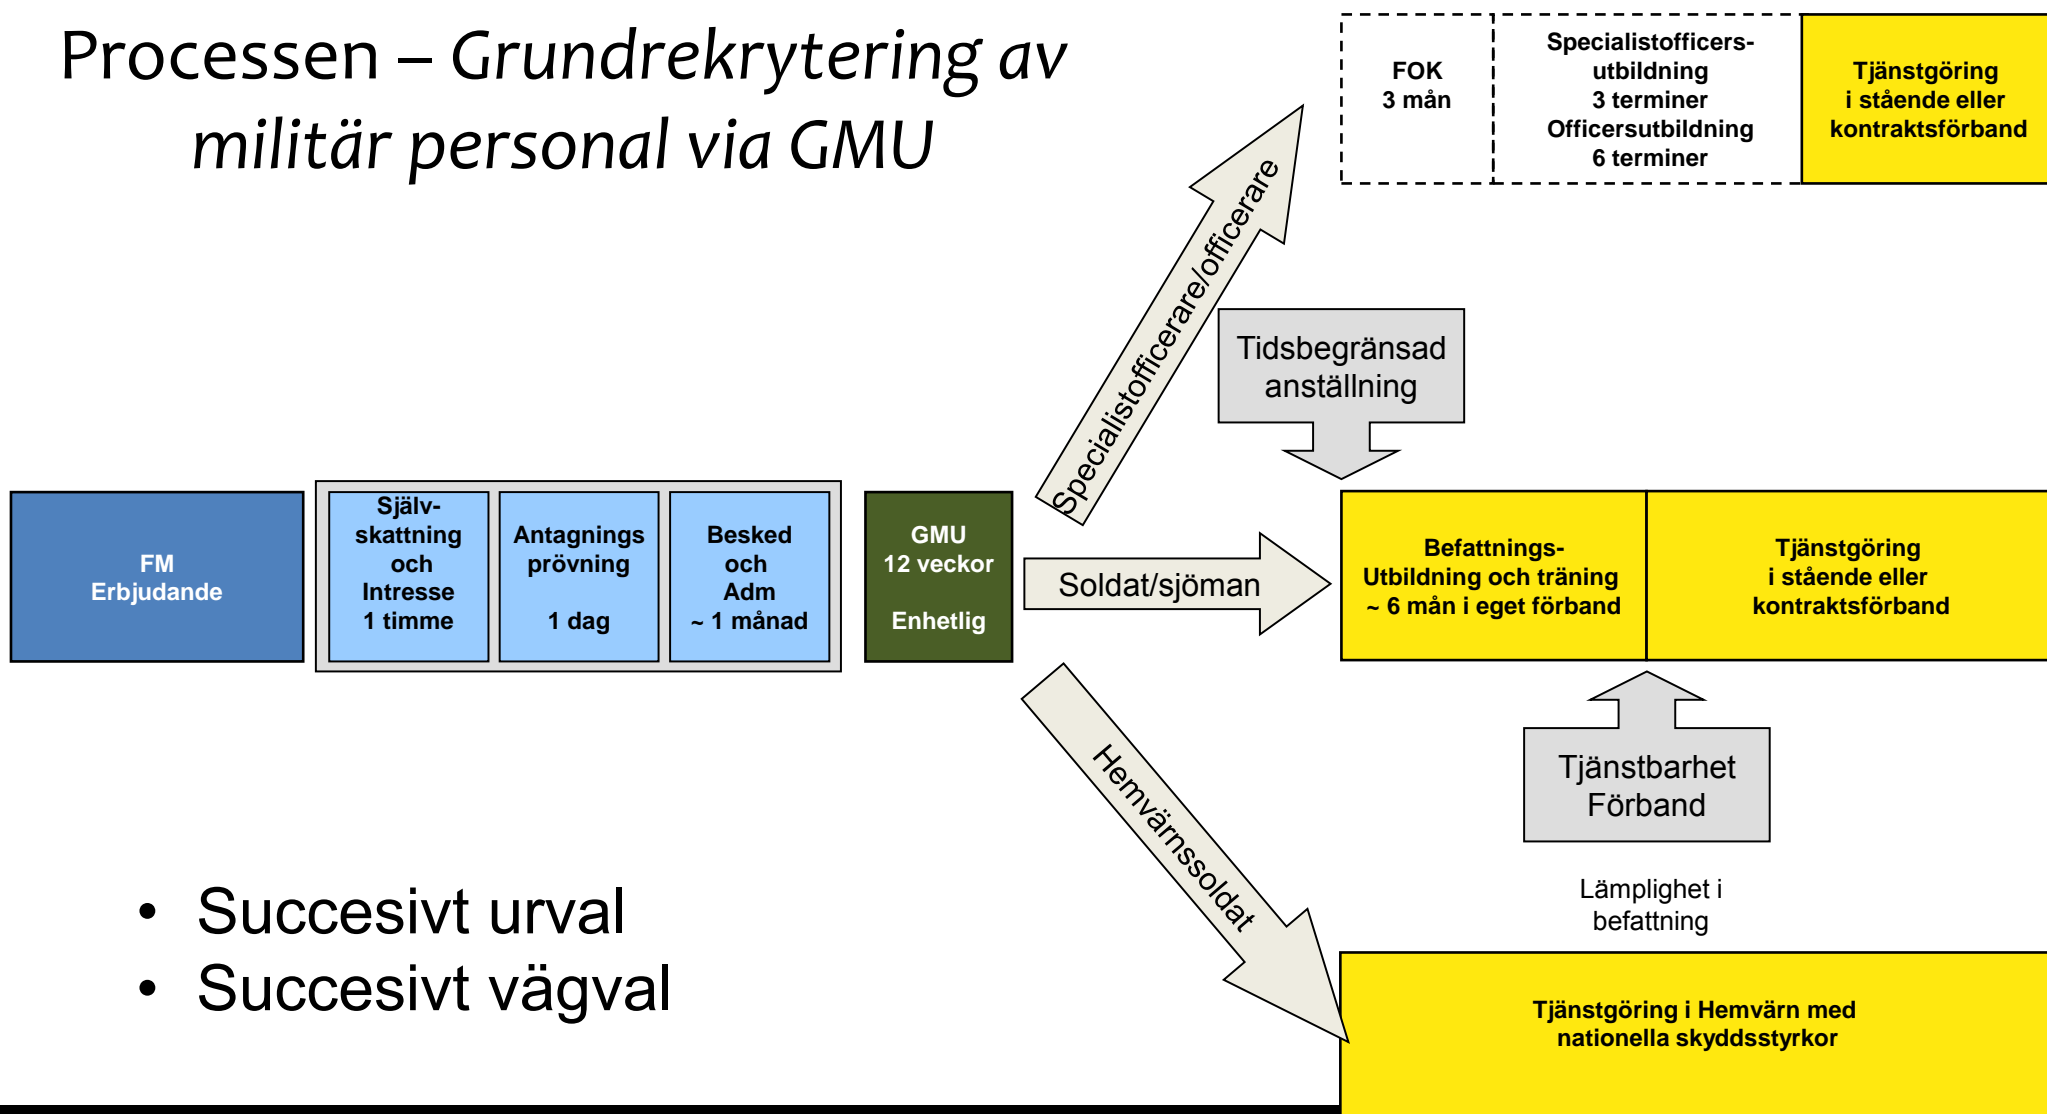 Processen – Grundrekrytering av
militär personal via GMU
FOK
3 mån
Specialistofficers-
utbildning
3 terminer
Officersutbildning
6 terminer
Tjänstgöring
i stående eller
kontraktsförband
Specialistofficerare/officerare
Tidsbegränsad
anställning
FM
Erbjudande
Själv-
skattning
och
Intresse
1 timme
Antagnings
prövning
1 dag
Besked
och
Adm
~ 1 månad
GMU
12 veckor
Enhetlig
Soldat/sjöman
Befattnings-
Utbildning och träning
~ 6 mån i eget förband
Tjänstgöring
i stående eller
kontraktsförband
Tjänstbarhet
Förband
Hemvärnssoldat
Lämplighet i
befattning
• Succesivt urval
• Succesivt vägval
Tjänstgöring i Hemvärn med
nationella skyddsstyrkor